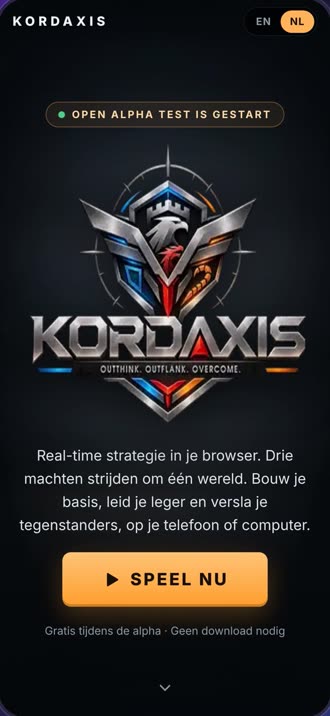 KORDAXIS
EN NL
OPEN ALPHA TEST IS GESTART
KORDAXIS
OUTTHINK. OUTFLANK. OVERCOME.
Real-time strategie in je browser. Drie
machten strijden om één wereld. Bouw je
basis, leid je leger en versla je
tegenstanders, op je telefoon of computer.
SPEEL NU
Gratis tijdens de alpha · Geen download nodig